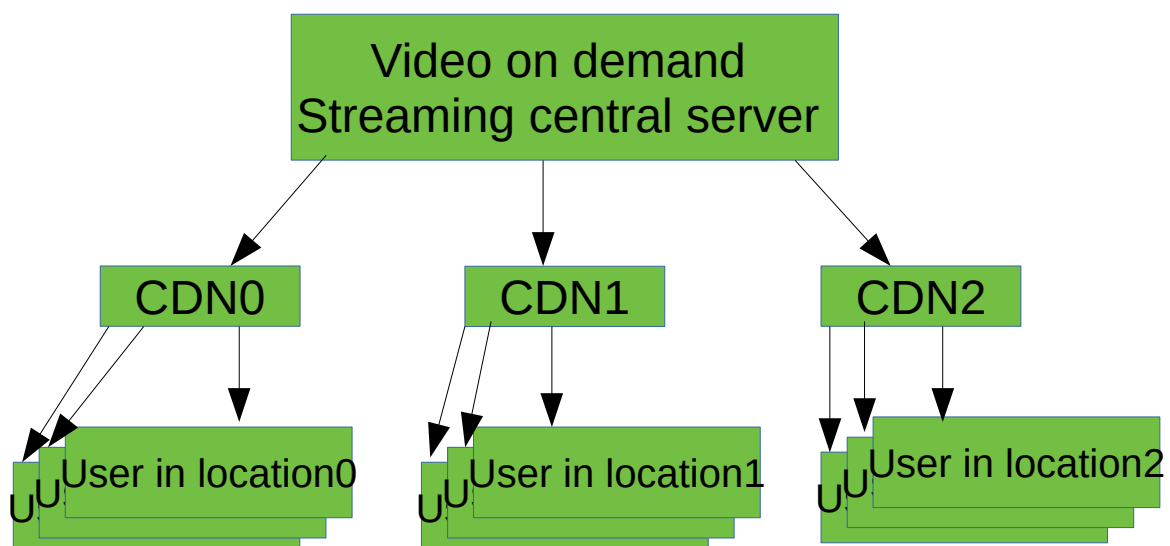 Video on demand
Streaming central server
CDN0
CDN1
CDN2
User in location0
User in location1
User in location2